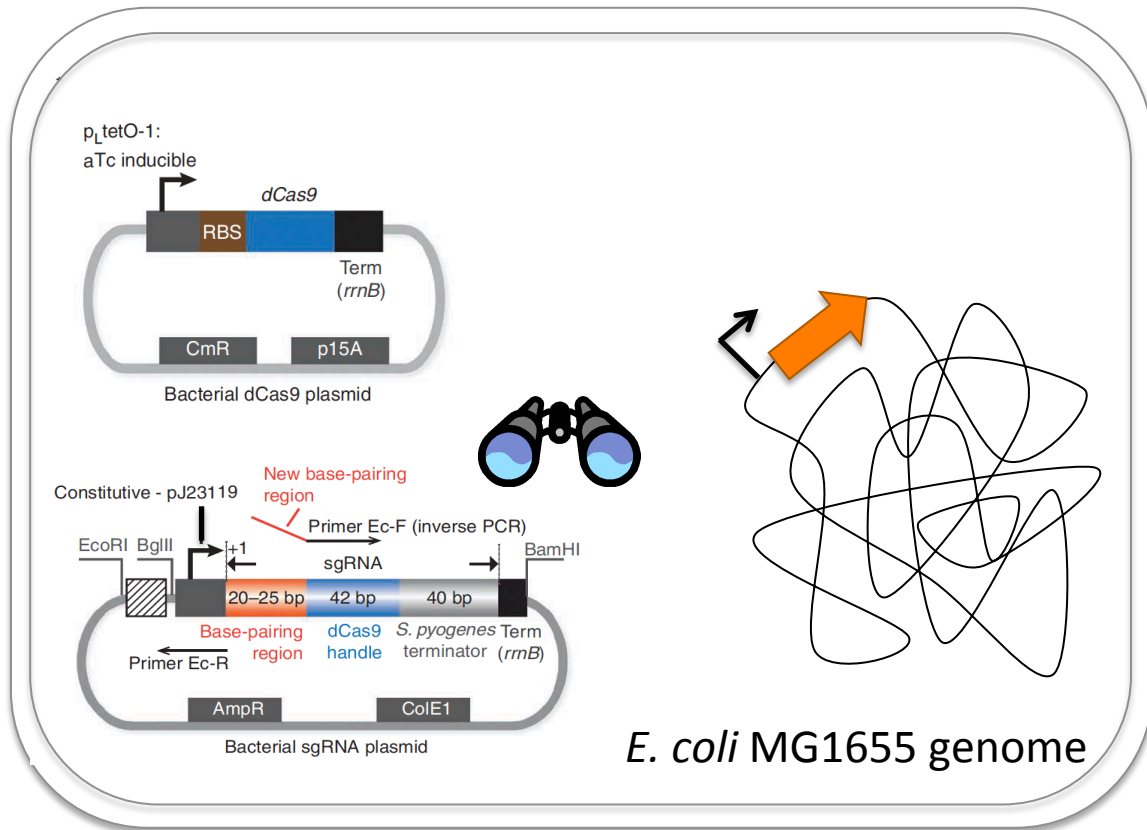 pLtetO-1:
aTc inducible
dCas9
RBS
Term
(rrnB)
CmR
p15A
Bacterial dCas9 plasmid
New base-pairing
region
Constitutive - pJ23119
Primer Ec-F (inverse PCR)
EcoRI
BglII
+1
sgRNA
BamHI
20–25 bp
42 bp
40 bp
Base-pairing
region
dCas9
handle
S. pyogenes
terminator
Term
(rrnB)
Primer Ec-R
AmpR
ColE1
Bacterial sgRNA plasmid
E. coli MG1655 genome